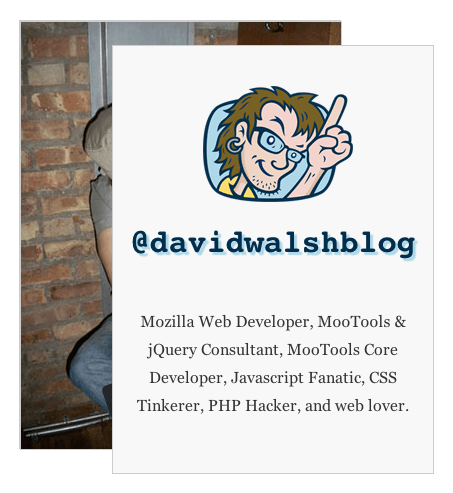 @davidwalshblog
Mozilla Web Developer, MooTools &
jQuery Consultant, MooTools Core
Developer, Javascript Fanatic, CSS
Tinkerer, PHP Hacker, and web lover.